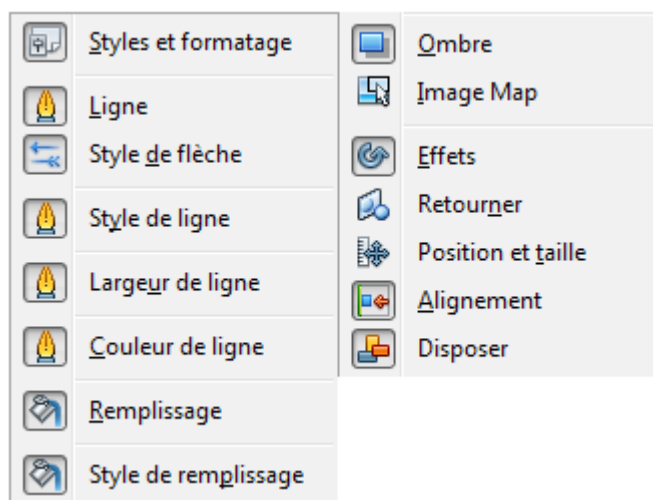 Styles et formatage
Ligne
Style de flèche
Style de ligne
Largeur de ligne
Couleur de ligne
Remplissage
Style de remplissage
Ombre
Image Map
Effets
Retourner
Position et taille
Alignement
Disposer